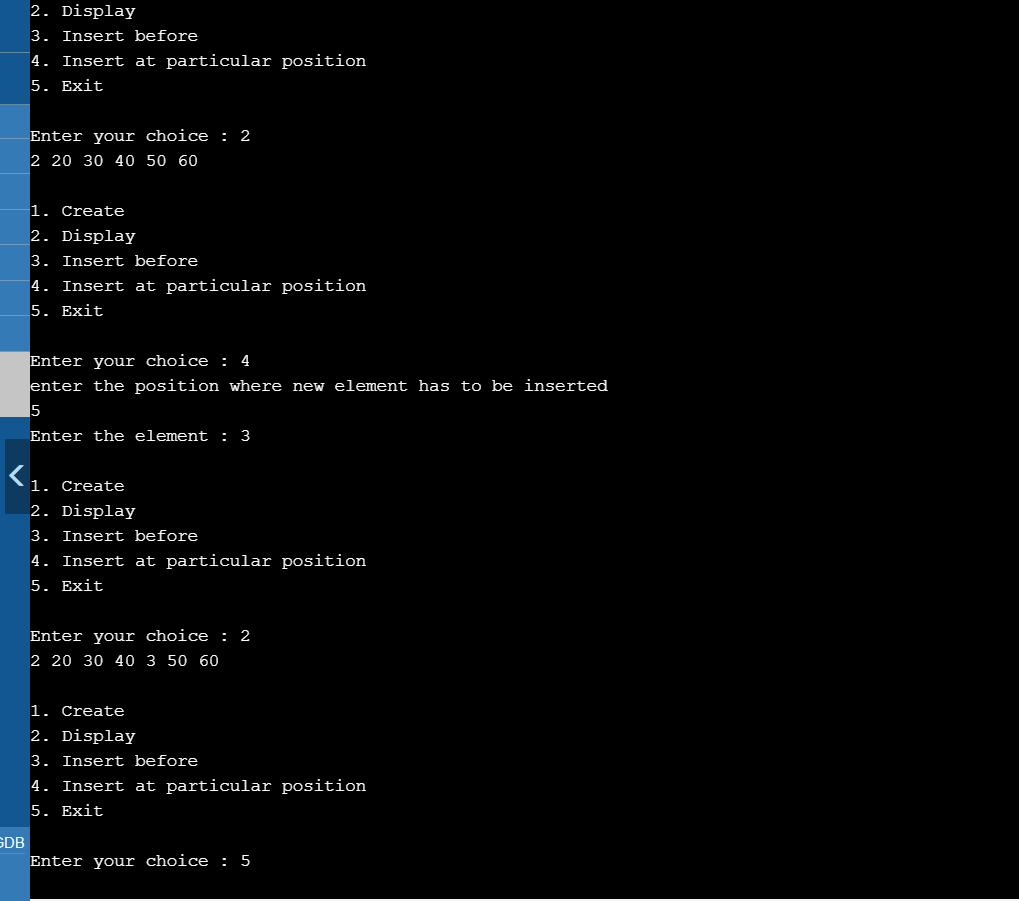 2. Display
3. Insert before
4. Insert at particular position
5. Exit
Enter your choice : 2
2 20 30 40 50 60
1. Create
2. Display
3. Insert before
4. Insert at particular position
5. Exit
Enter your choice : 4
enter the position where new element has to be inserted
5
Enter the element : 3
1. Create
2. Display
3. Insert before
4. Insert at particular position
5. Exit
Enter your choice : 2
2 20 30 40 3 50 60
1. Create
2. Display
3. Insert before
4. Insert at particular position
5. Exit
GDB
Enter your choice : 5